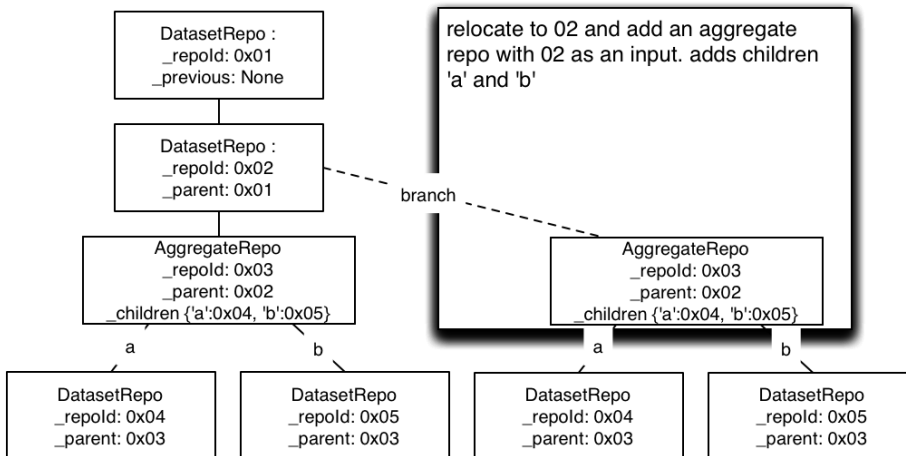 DatasetRepo :
_repoId: 0x01
_previous: None
relocate to 02 and add an aggregate
repo with 02 as an input. adds children
'a' and 'b'
DatasetRepo :
_repoId: 0x02
_parent: 0x01
branch
AggregateRepo
_repoId: 0x03
_parent: 0x02
_children {'a':0x04, 'b':0x05}
AggregateRepo
_repoId: 0x03
_parent: 0x02
_children {'a':0x04, 'b':0x05}
a
b
a
b
DatasetRepo
_repoId: 0x04
_parent: 0x03
DatasetRepo
_repoId: 0x05
_parent: 0x03
DatasetRepo
_repoId: 0x04
_parent: 0x03
DatasetRepo
_repoId: 0x05
_parent: 0x03